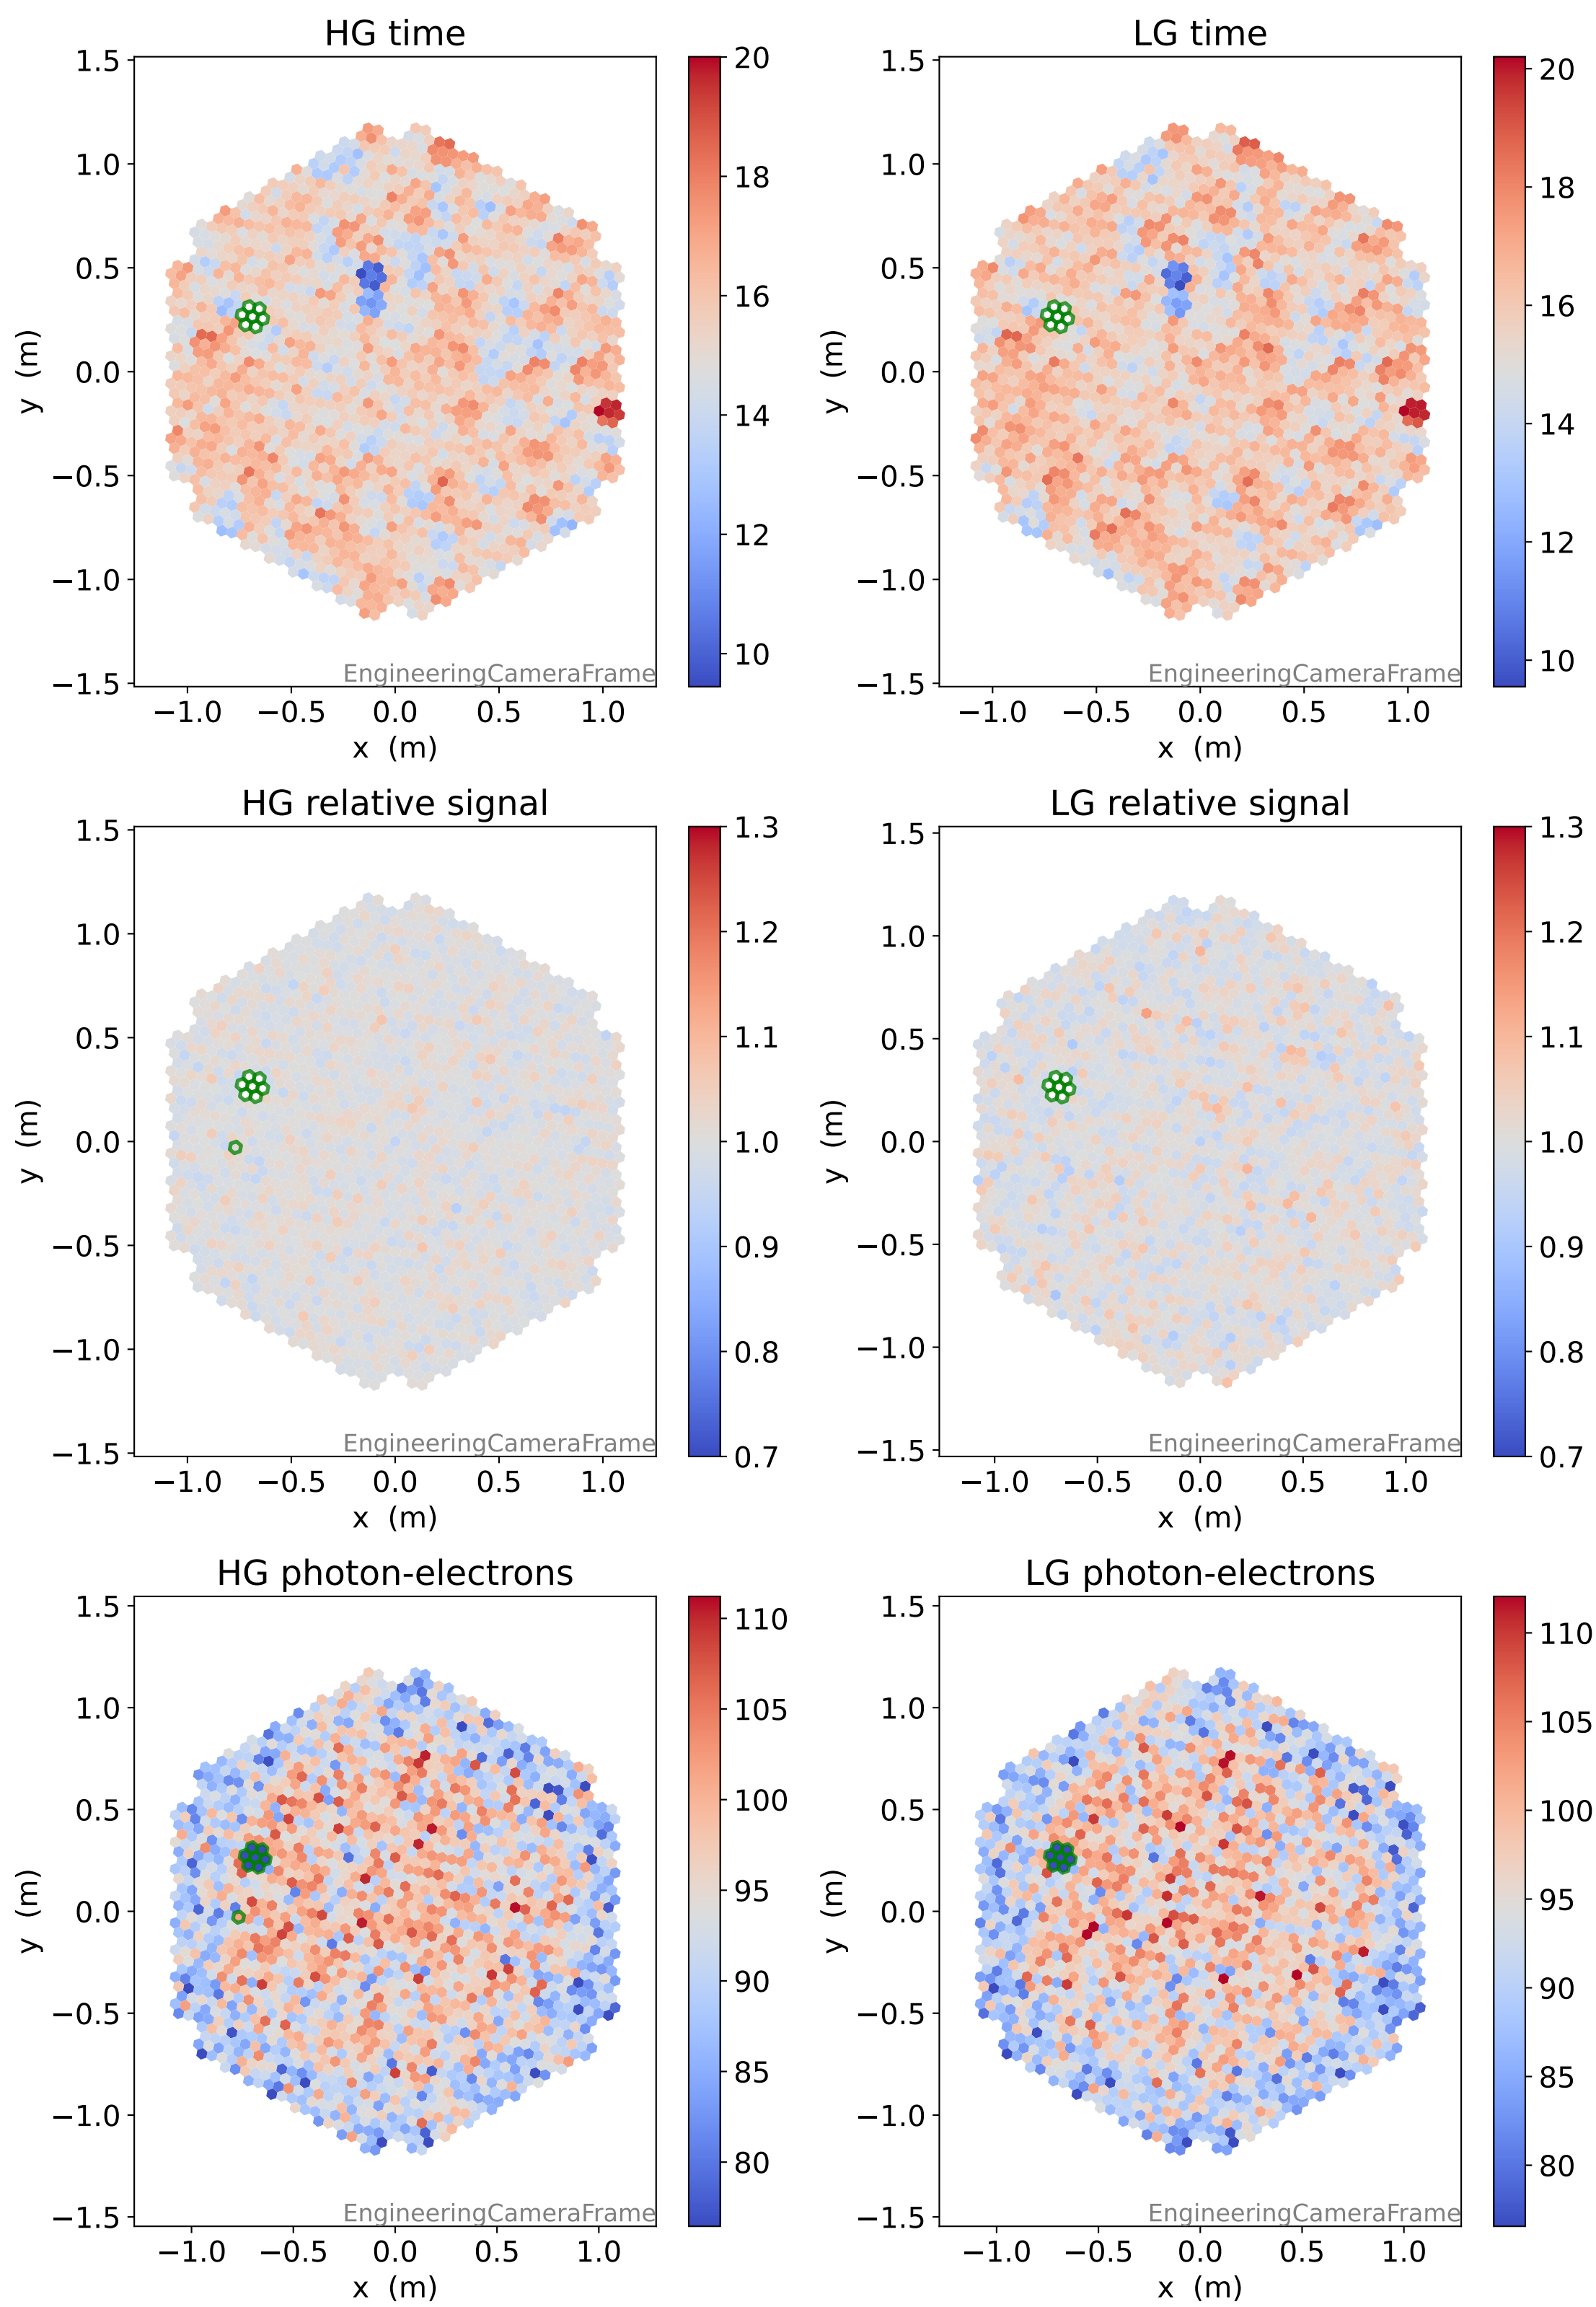 HG time
1.5
1.0
0.5
0.0
−0.5
−1.0
−1.5
y (m)
−1.0 −0.5 0.0 0.5 1.0
x (m)
EngineeringCameraFrame
20
18
16
14
12
10
LG time
1.5
1.0
0.5
0.0
−0.5
−1.0
−1.5
y (m)
−1.0 −0.5 0.0 0.5 1.0
x (m)
EngineeringCameraFrame
20
18
16
14
12
10
HG relative signal
1.5
1.0
0.5
0.0
−0.5
−1.0
−1.5
y (m)
−1.0 −0.5 0.0 0.5 1.0
x (m)
EngineeringCameraFrame
1.3
1.2
1.1
1.0
0.9
0.8
0.7
LG relative signal
1.5
1.0
0.5
0.0
−0.5
−1.0
−1.5
y (m)
−1.0 −0.5 0.0 0.5 1.0
x (m)
EngineeringCameraFrame
1.3
1.2
1.1
1.0
0.9
0.8
0.7
HG photon-electrons
1.5
1.0
0.5
0.0
−0.5
−1.0
−1.5
y (m)
−1.0 −0.5 0.0 0.5 1.0
x (m)
EngineeringCameraFrame
110
105
100
95
90
85
80
LG photon-electrons
1.5
1.0
0.5
0.0
−0.5
−1.0
−1.5
y (m)
−1.0 −0.5 0.0 0.5 1.0
x (m)
EngineeringCameraFrame
110
105
100
95
90
85
80